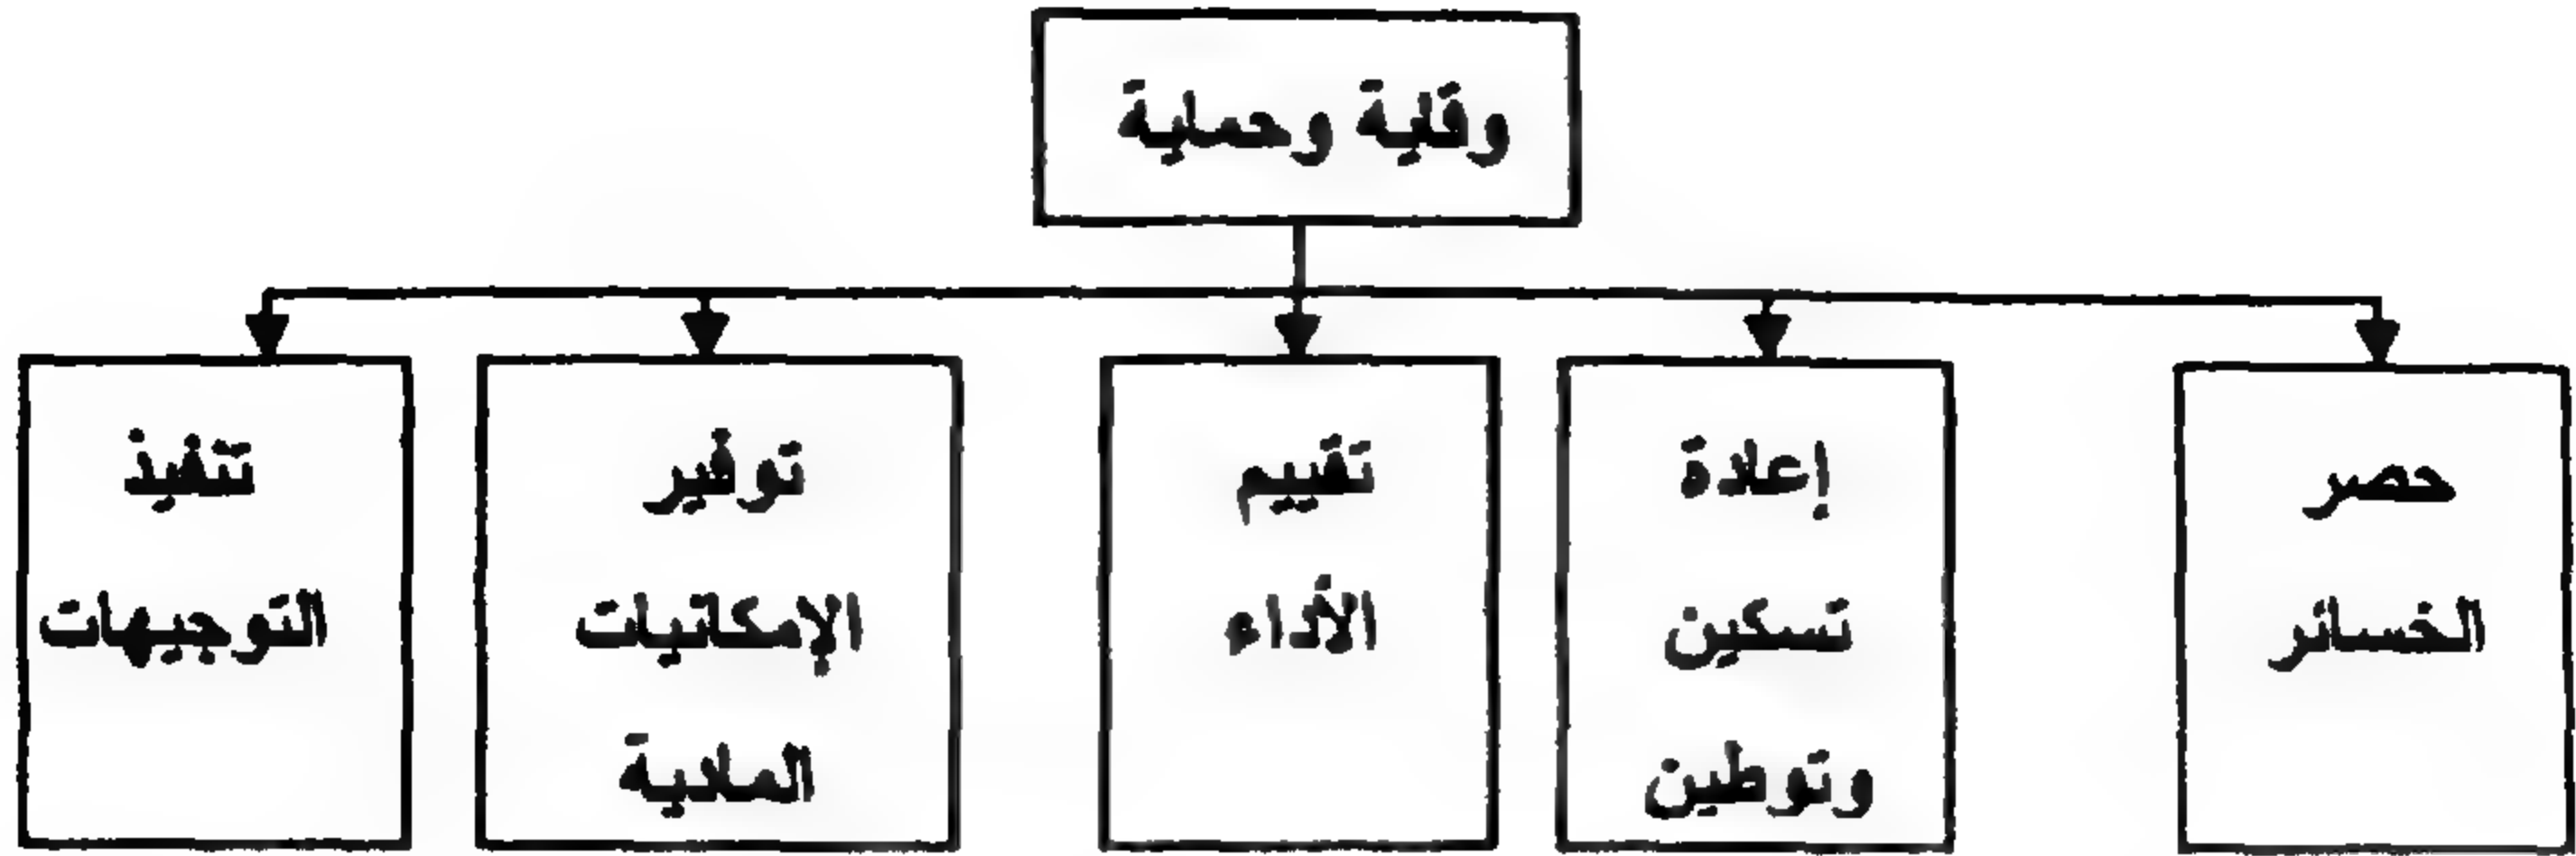 وقاية وحماية
حصر
الخسائر
إعادة
تسكين
وتوطين
تقييم
الأداء
توفير
الإمكانيات
المادية
تنفيذ
التوجيهات